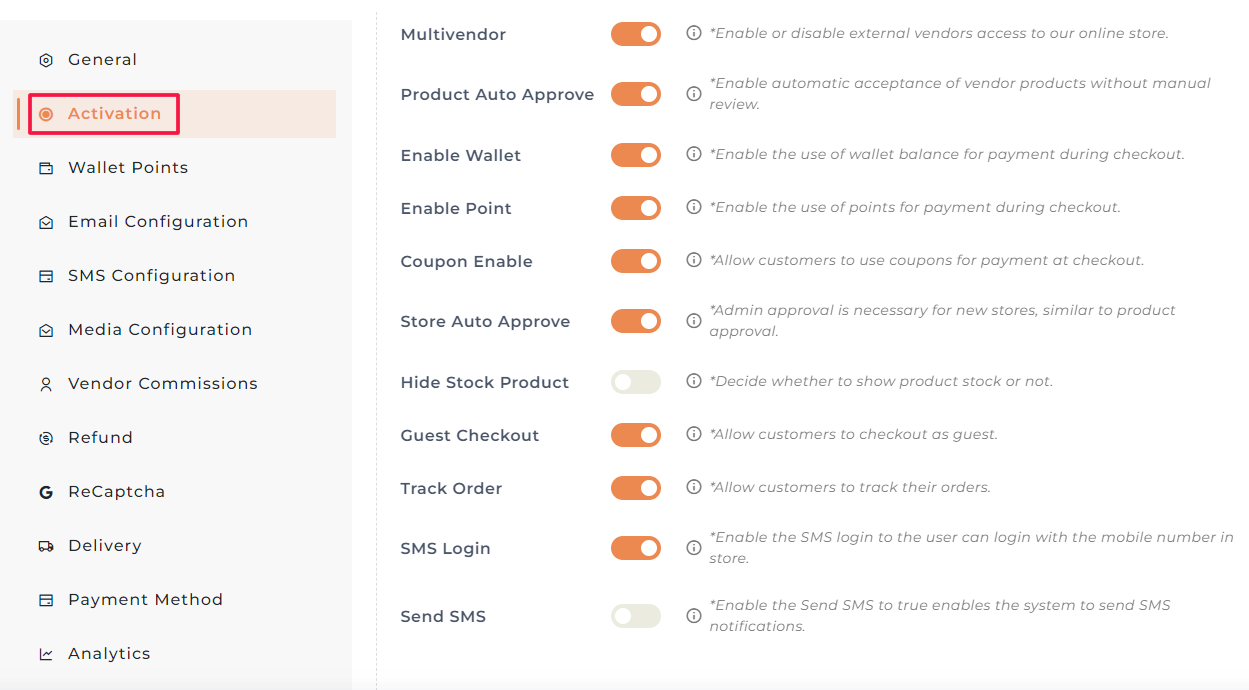 General
Activation
Wallet Points
Email Configuration
SMS Configuration
Media Configuration
Vendor Commissions
Refund
ReCaptcha
Delivery
Payment Method
Analytics
Multivendor
*Enable or disable external vendors access to our online store.
Product Auto Approve
*Enable automatic acceptance of vendor products without manual
review.
Enable Wallet
*Enable the use of wallet balance for payment during checkout.
Enable Point
*Enable the use of points for payment during checkout.
Coupon Enable
*Allow customers to use coupons for payment at checkout.
Store Auto Approve
*Admin approval is necessary for new stores, similar to product
approval.
Hide Stock Product
*Decide whether to show product stock or not.
Guest Checkout
*Allow customers to checkout as guest.
Track Order
*Allow customers to track their orders.
SMS Login
*Enable the SMS login to the user can login with the mobile number in
store.
Send SMS
*Enable the Send SMS to true enables the system to send SMS
notifications.